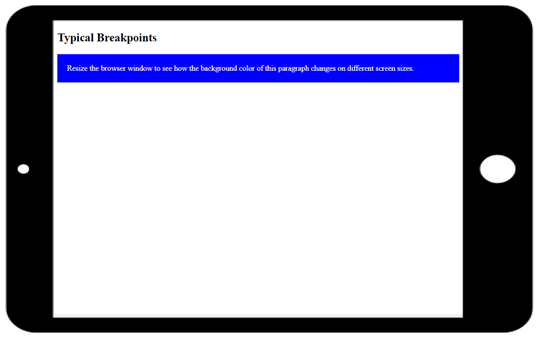 Typical Breakpoints
Resize the browser window to see how the background color of this paragraph changes on different screen sizes.